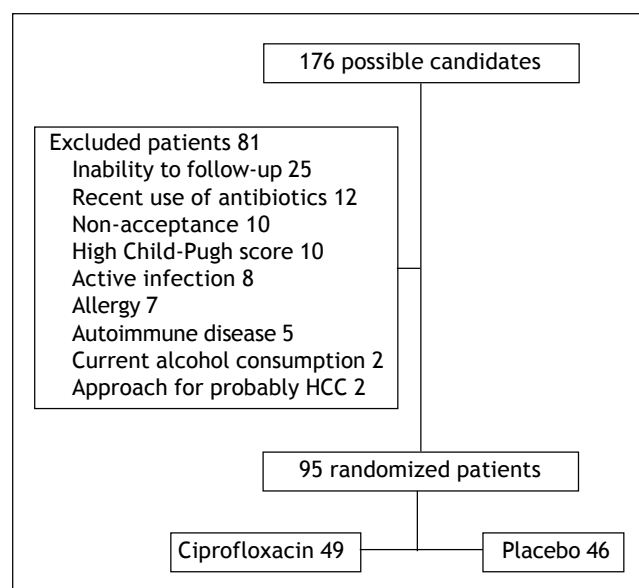 176 possible candidates
Excluded patients 81
Inability to follow-up 25
Recent use of antibiotics 12
Non-acceptance 10
High Child-Pugh score 10
Active infection 8
Allergy 7
Autoimmune disease 5
Current alcohol consumption 2
Approach for probably HCC 2
95 randomized patients
Ciprofloxacin 49
Placebo 46